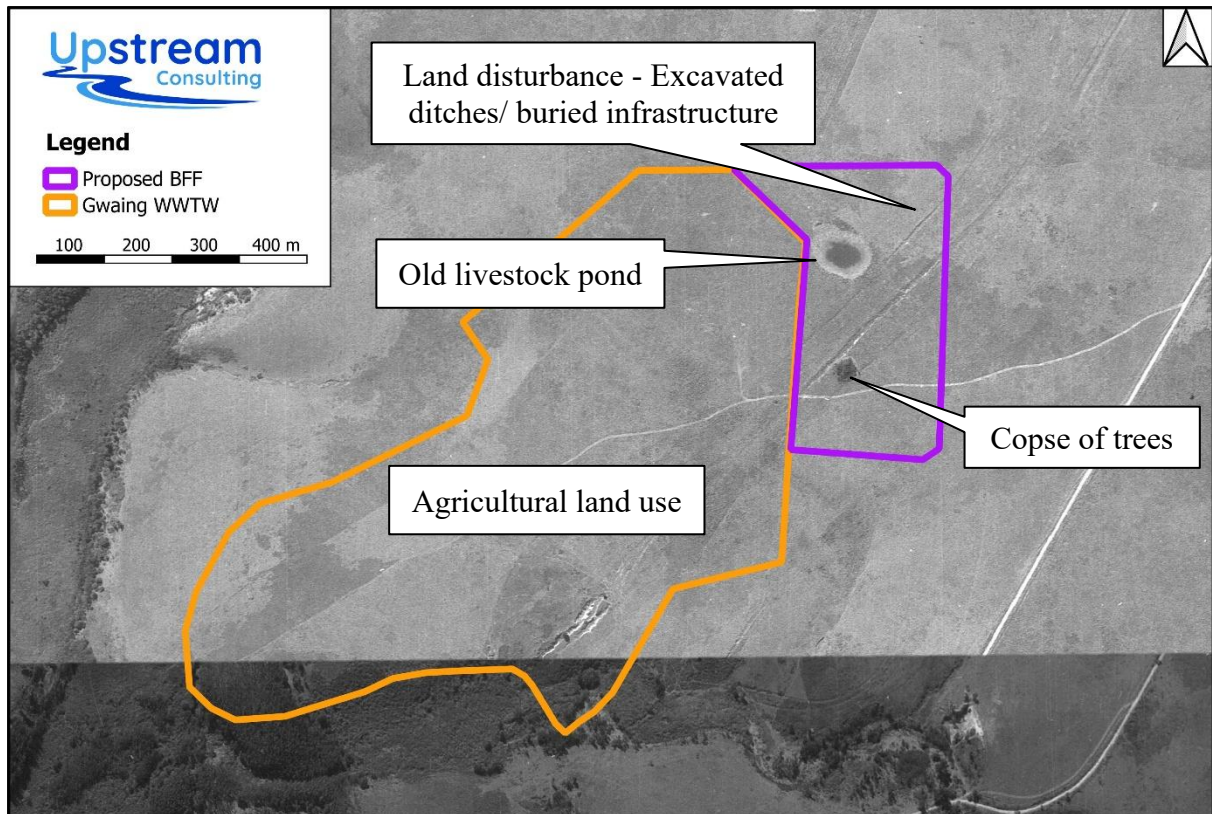 Upstream
Consulting
Legend
Proposed BFF
Gwaing WWTW
100 200 300 400 m
Land disturbance - Excavated
ditches/ buried infrastructure
Old livestock pond
Copse of trees
Agricultural land use